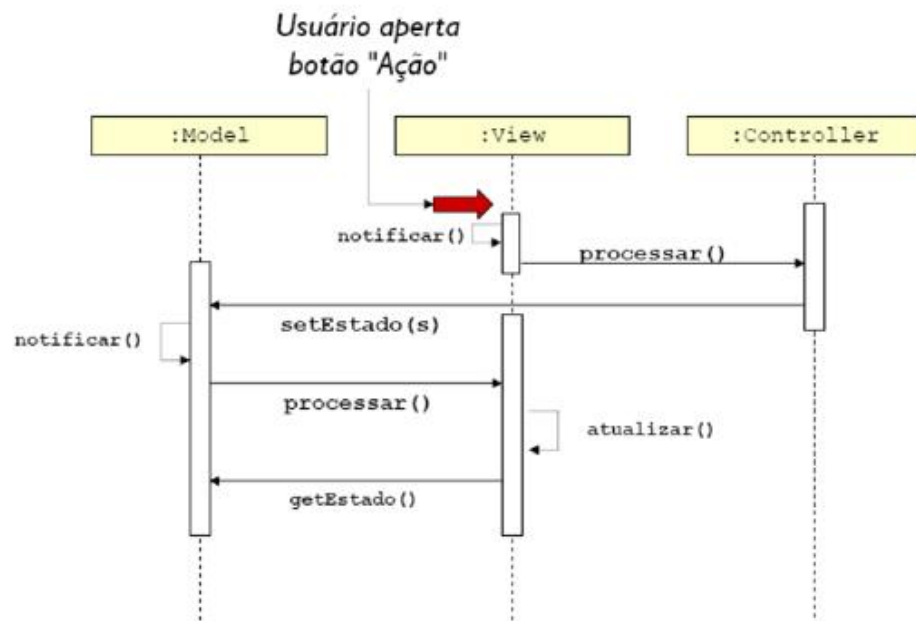 Usuário aperta
botão "Ação"
:Model
:View
:Controller
notificar()
processar()
setEstado(s)
notificar()
processar()
atualizar()
getEstado()